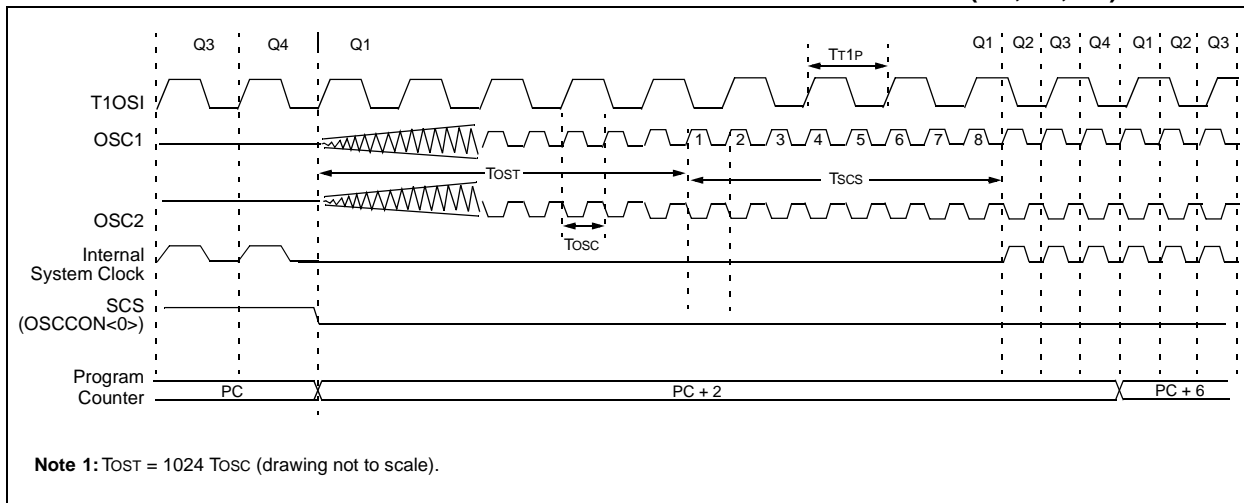 Q3 Q4 Q1 Q1 Q2 Q3 Q4 Q1 Q2 Q3
TT1P
T1OSI
OSC1
1 2 3 4 5 6 7 8
TOST
TSCS
OSC2
TOSC
Internal
System Clock
SCS
(OSCCON<0>)
Program
Counter
PC
PC + 2
PC + 6
Note 1: TOST = 1024 TOSC (drawing not to scale).